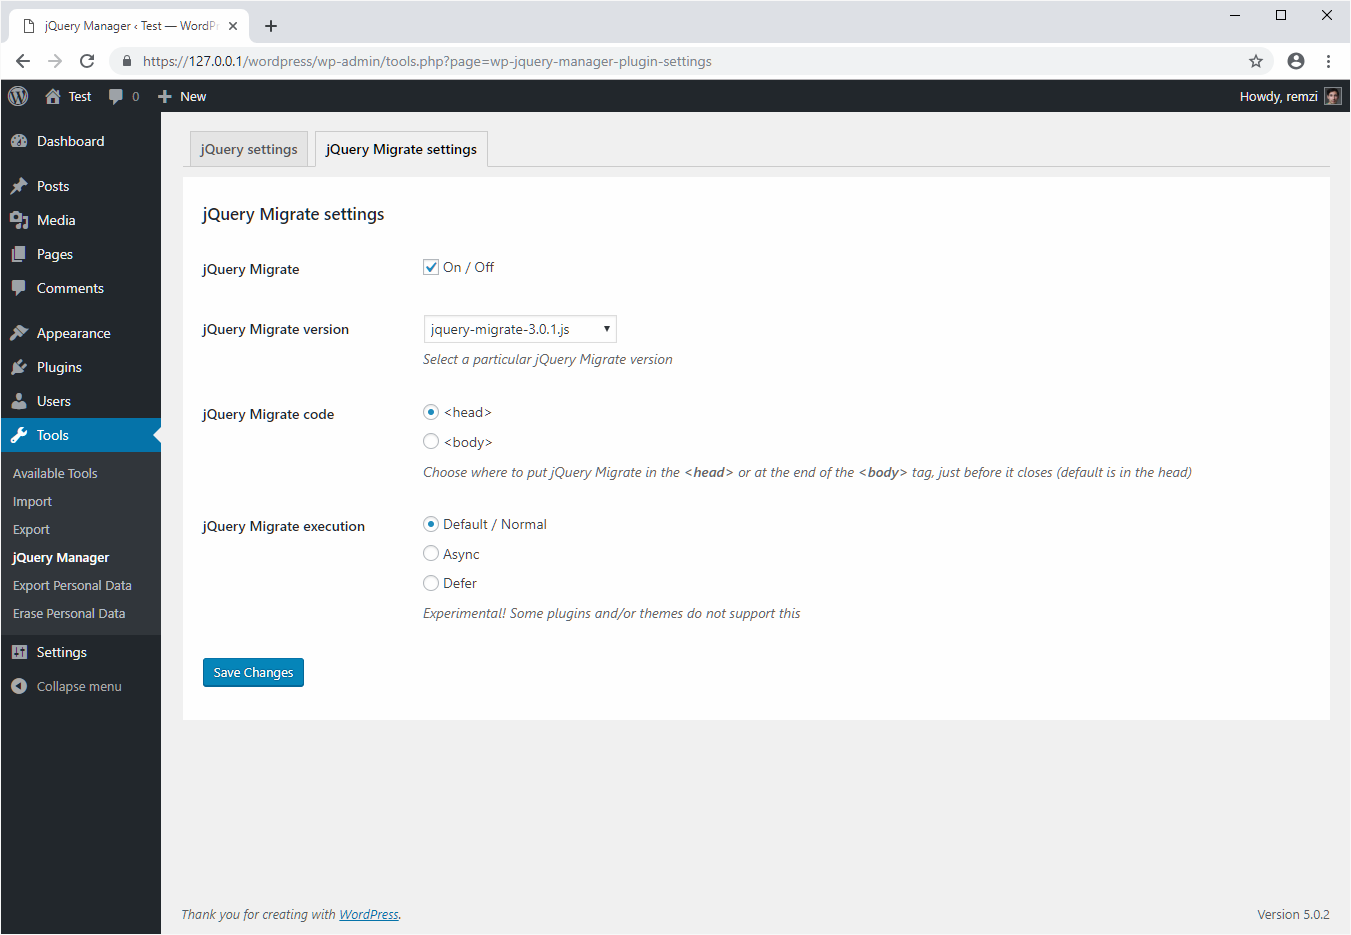 jQuery Manager ‹ Test — WordPr
https://127.0.0.1/wordpress/wp-admin/tools.php?page=wp-jquery-manager-plugin-settings
Test 0 New Howdy, remzi
Dashboard
Posts
Media
Pages
Comments
Appearance
Plugins
Users
Tools
Available Tools
Import
Export
jQuery Manager
Export Personal Data
Erase Personal Data
Settings
Collapse menu
jQuery settings jQuery Migrate settings
jQuery Migrate settings
jQuery Migrate On / Off
jQuery Migrate version jquery-migrate-3.0.1.js
Select a particular jQuery Migrate version
jQuery Migrate code <head>
<body>
Choose where to put jQuery Migrate in the <head> or at the end of the <body> tag, just before it closes (default is in the head)
jQuery Migrate execution Default / Normal
Async
Defer
Experimental! Some plugins and/or themes do not support this
Save Changes
Thank you for creating with WordPress. Version 5.0.2